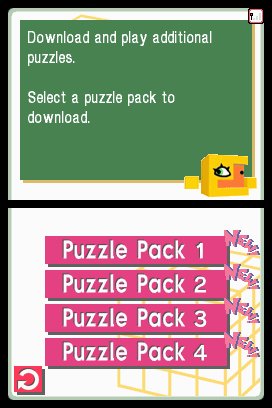 Download and play additional
puzzles.
Select a puzzle pack to
download.
Puzzle Pack 1 NEW!
Puzzle Pack 2 NEW!
Puzzle Pack 3 NEW!
Puzzle Pack 4 NEW!